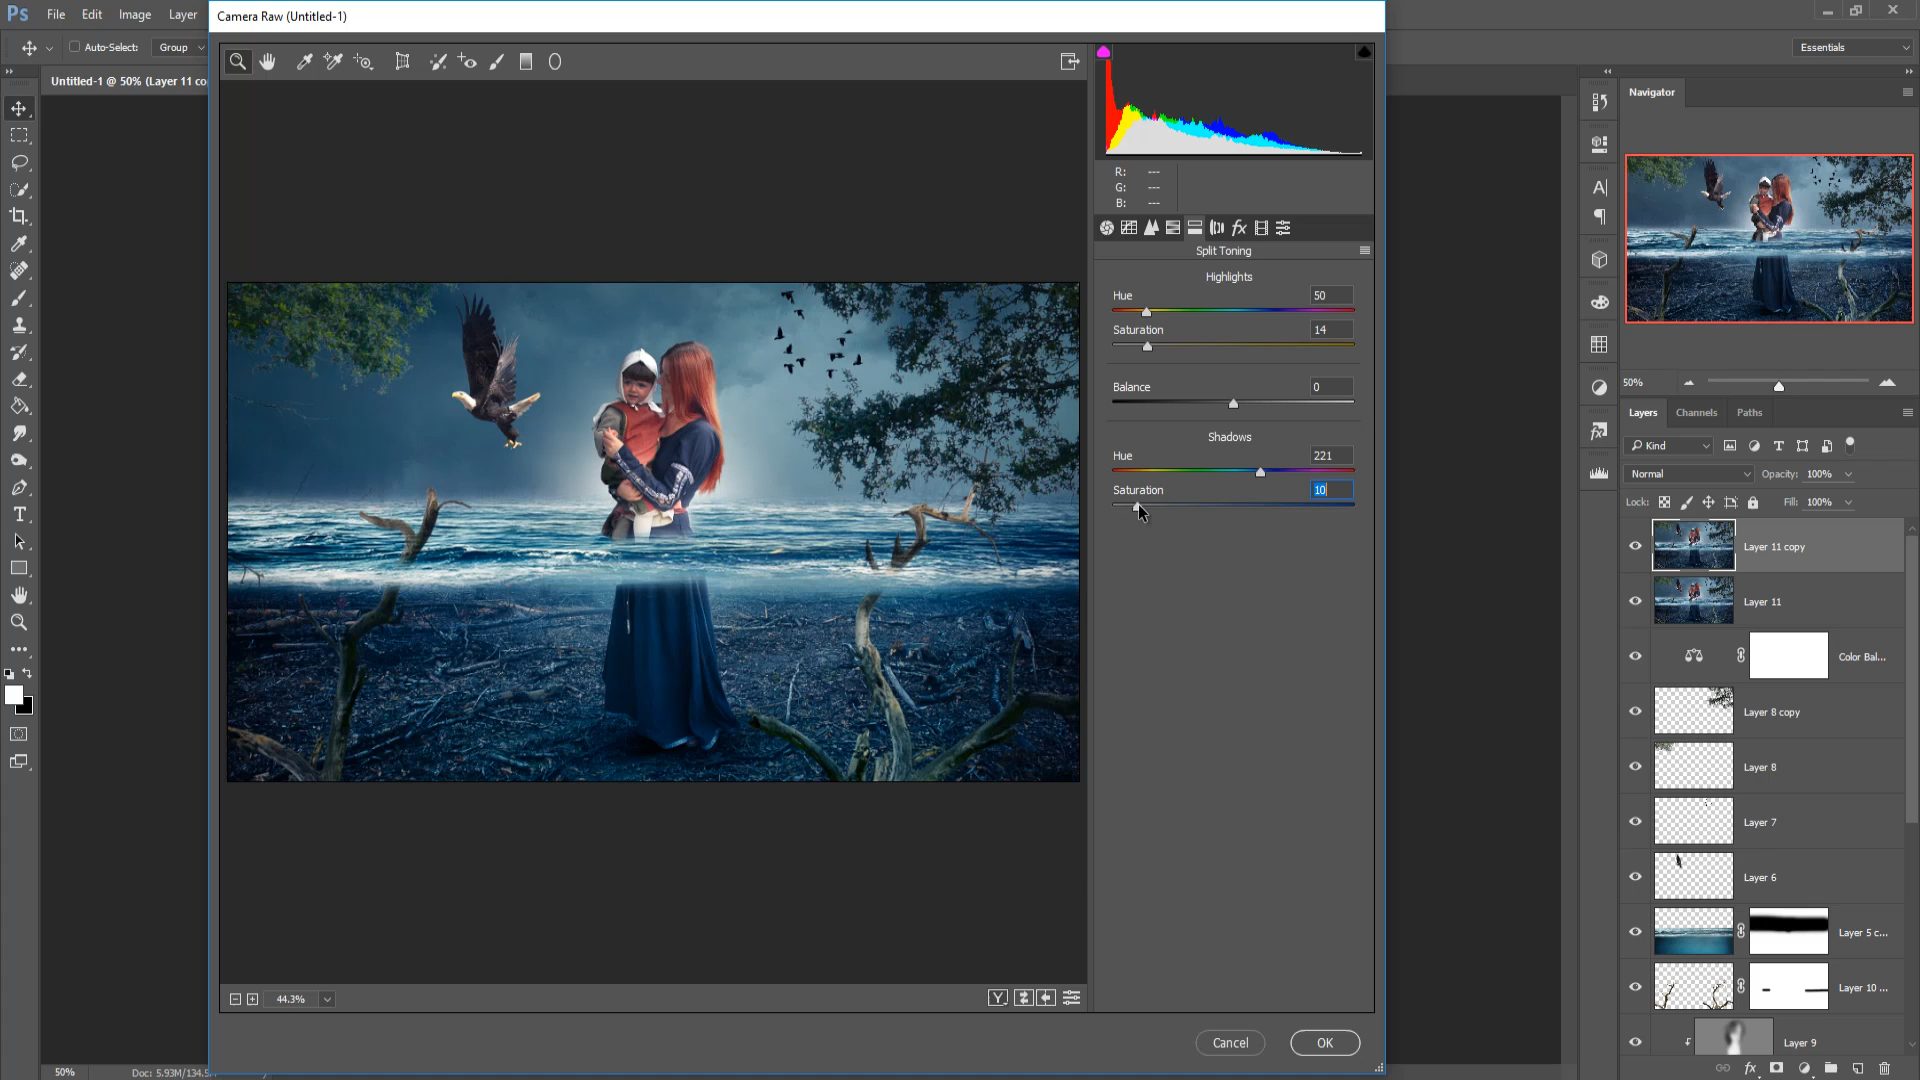 Ps File Edit Image Layer
Camera Raw (Untitled-1)
Auto-Select: Group
Essentials
Untitled-1 @ 50% (Layer 11 co
Navigator
R: ---
G: ---
B: ---
Split Toning
Highlights
Hue 50
Saturation 14
Balance 0
Shadows
Hue 221
Saturation 10
50%
Layers Channels Paths
Kind
Normal Opacity: 100%
Lock: Fill: 100%
Layer 11 copy
Layer 11
Color Bal...
Layer 8 copy
Layer 8
Layer 7
Layer 6
Layer 5 c...
Layer 10 ...
Layer 9
44.3%
Cancel OK
50% Doc: 5.93M/134.5